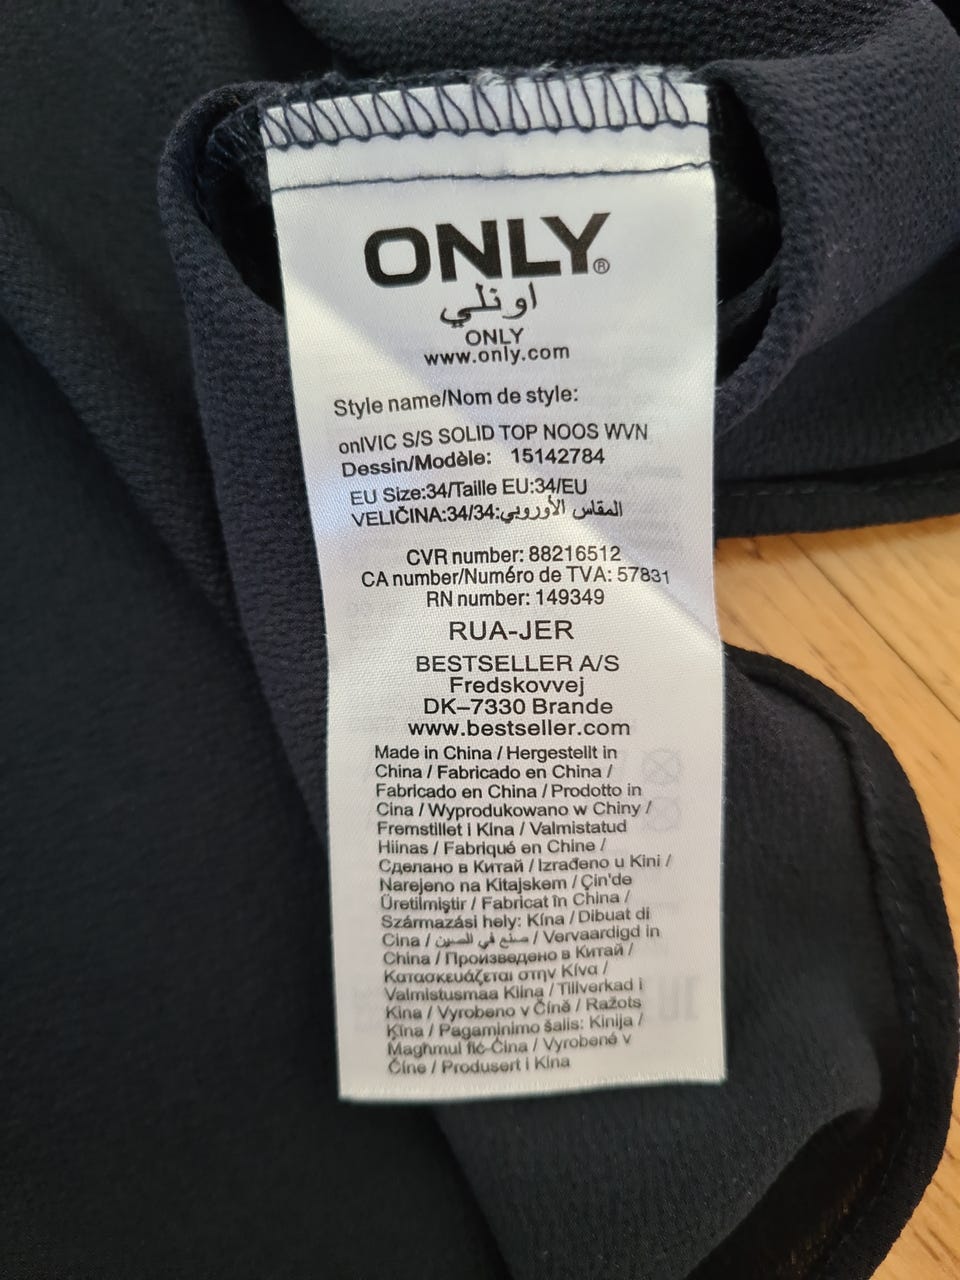 ONLY®
اونلي
ONLY
www.only.com
Style name/Nom de style:
onlVIC S/S SOLID TOP NOOS WVN
Dessin/Modèle: 15142784
EU Size:34/Taille EU:34/EU
VELIČINA:34/34:المقاس الأوروبي
CVR number: 88216512
CA number/Numéro de TVA: 57831
RN number: 149349
RUA-JER
BESTSELLER A/S
Fredskovvej
DK–7330 Brande
www.bestseller.com
Made in China / Hergestellt in
China / Fabricado en China /
Fabricado en China / Prodotto in
Cina / Wyprodukowano w Chiny /
Fremstillet i Kina / Valmistatud
Hiinas / Fabriqué en Chine /
Сделано в Китай / Izrađeno u Kini /
Narejeno na Kitajskem / Çin'de
Üretilmiştir / Fabricat în China /
Származási hely: Kína / Dibuat di
Cina / صنع في الصين / Vervaardigd in
China / Произведено в Китай /
Κατασκευάζεται στην Κίνα /
Valmistusmaa Kiina / Tillverkad i
Kina / Vyrobeno v Číně / Ražots
Ķīna / Pagaminimo šalis: Kinija /
Magħmul fiċ-Ċina / Vyrobené v
Číne / Produsert i Kina